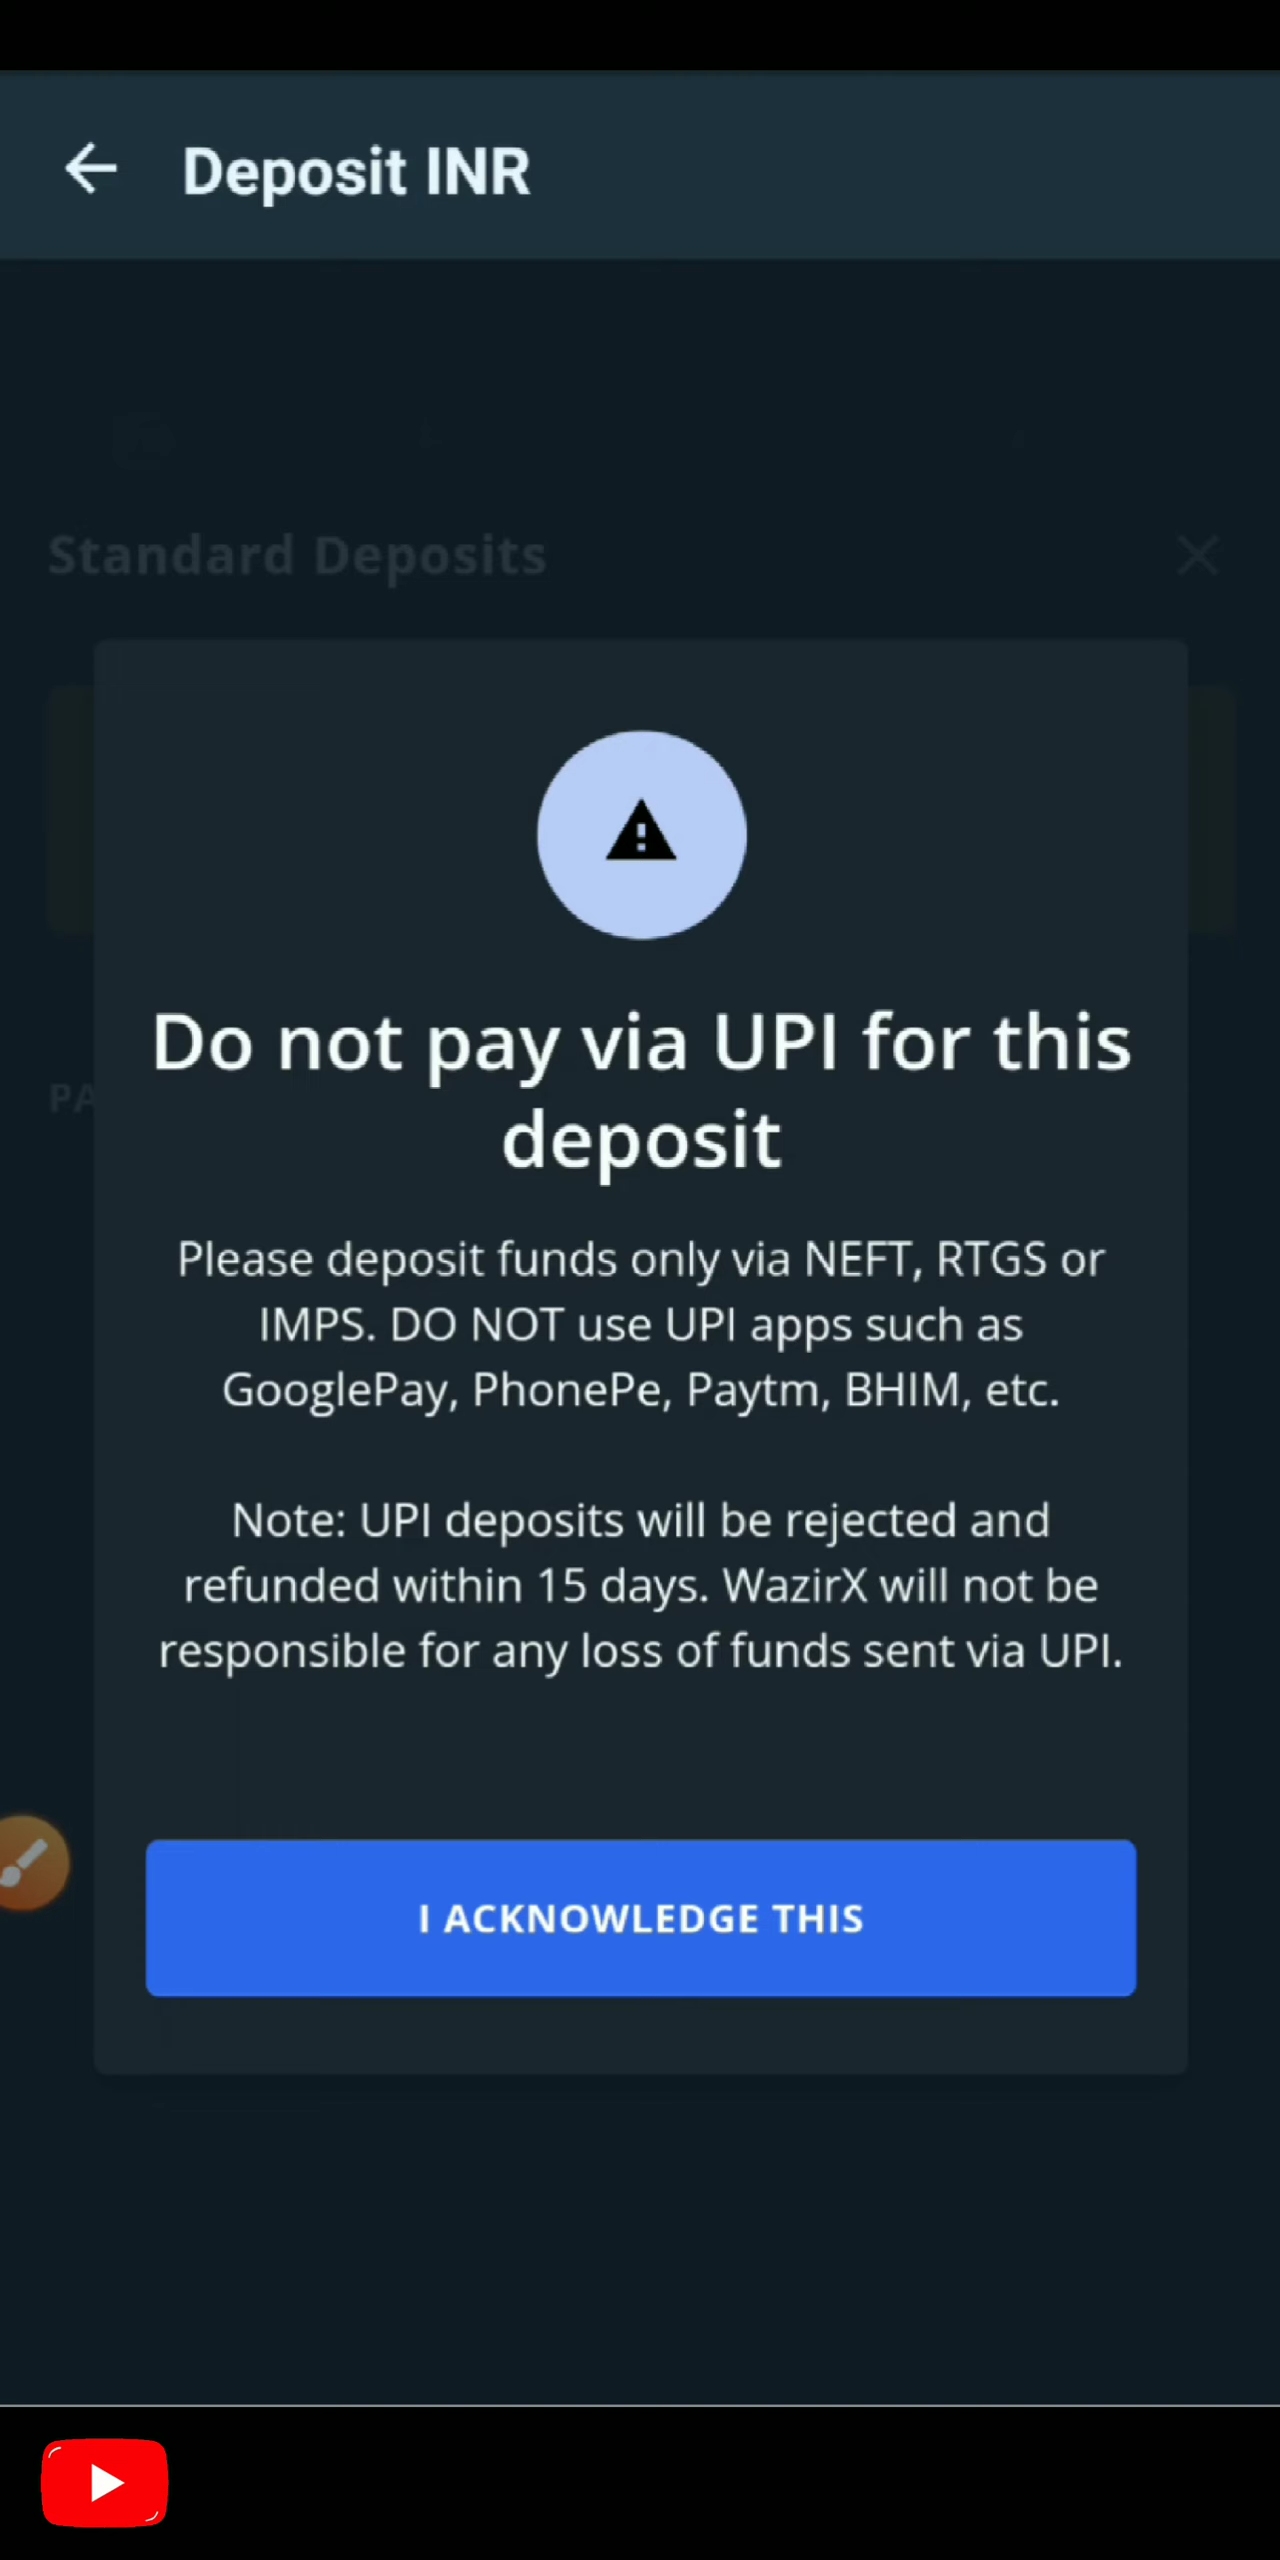 Deposit INR
Standard Deposits
PA
Do not pay via UPI for this
deposit
Please deposit funds only via NEFT, RTGS or
IMPS. DO NOT use UPI apps such as
GooglePay, PhonePe, Paytm, BHIM, etc.
Note: UPI deposits will be rejected and
refunded within 15 days. WazirX will not be
responsible for any loss of funds sent via UPI.
I ACKNOWLEDGE THIS